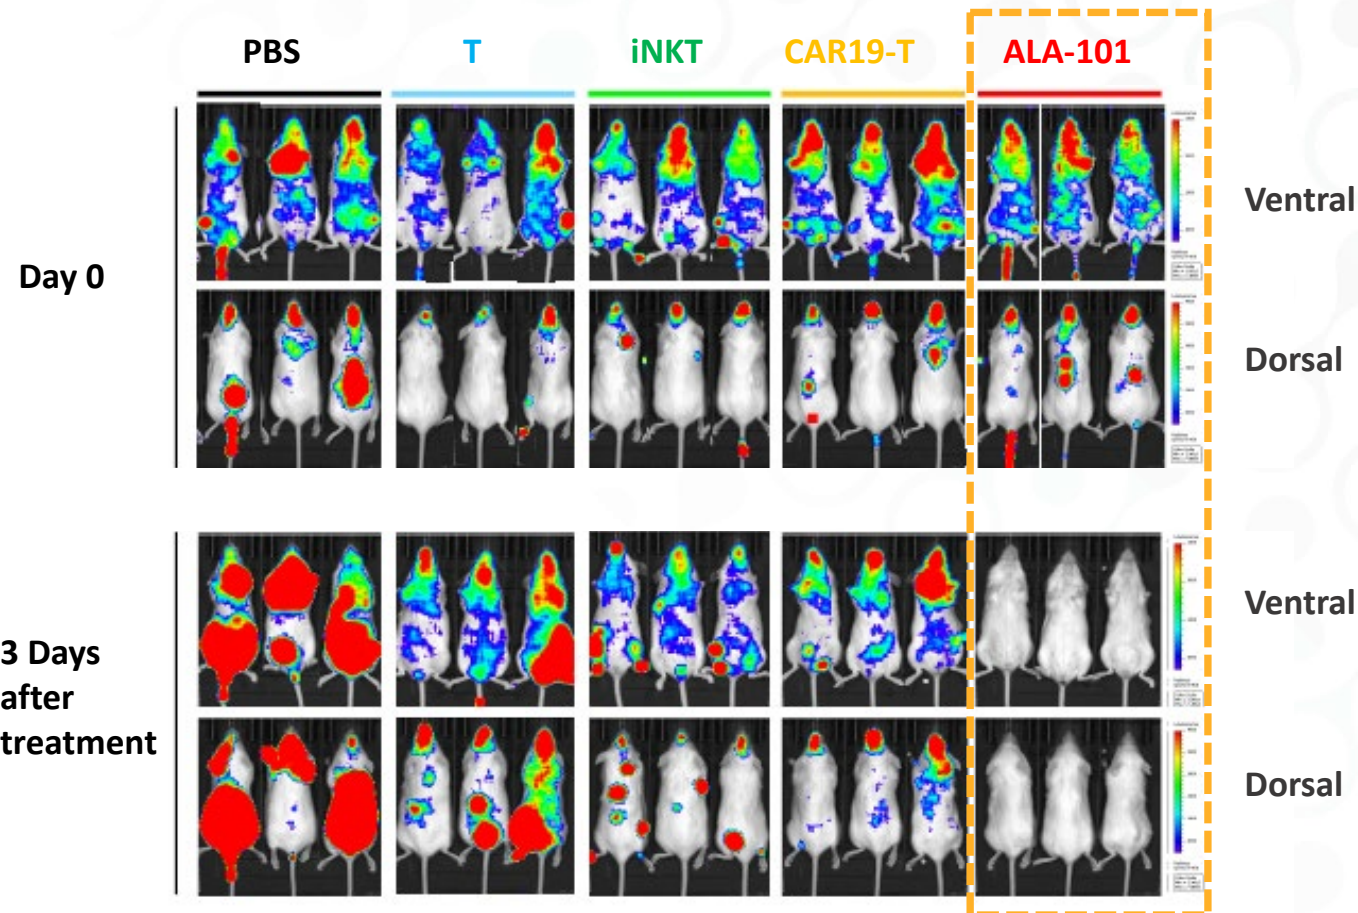 PBS
T
iNKT
CAR19-T
ALA-101
Day 0
Ventral
Dorsal
3 Days
after
treatment
Ventral
Dorsal